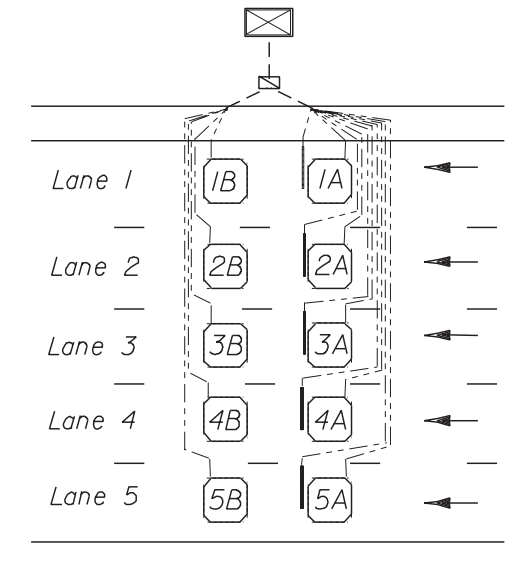 Lane 1 1B 1A
Lane 2 2B 2A
Lane 3 3B 3A
Lane 4 4B 4A
Lane 5 5B 5A